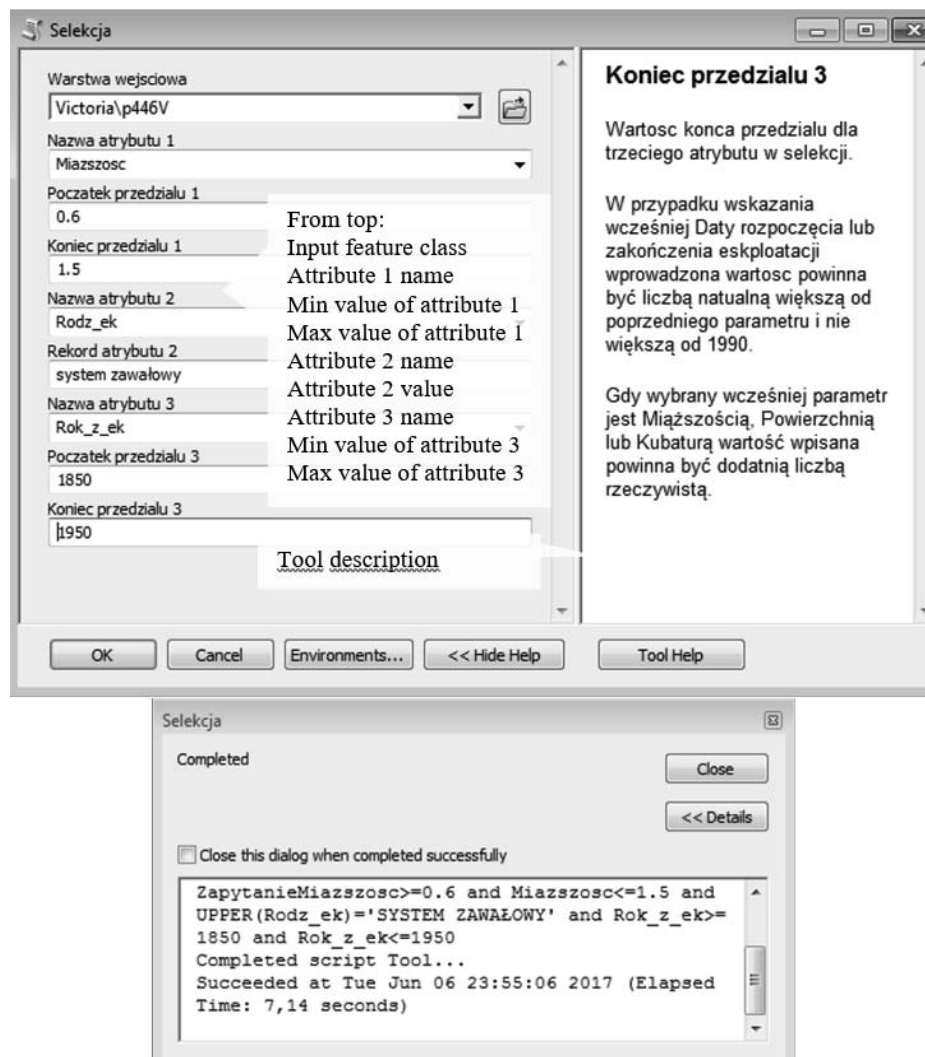 Selekcja
Warstwa wejsciowa
Victoria\p446V
Nazwa atrybutu 1
Miazszosc
Poczatek przedzialu 1
0.6
Koniec przedzialu 1
1.5
Nazwa atrybutu 2
Rodz_ek
Rekord atrybutu 2
system zawałowy
Nazwa atrybutu 3
Rok_z_ek
Poczatek przedzialu 3
1850
Koniec przedzialu 3
1950
From top:
Input feature class
Attribute 1 name
Min value of attribute 1
Max value of attribute 1
Attribute 2 name
Attribute 2 value
Attribute 3 name
Min value of attribute 3
Max value of attribute 3
Tool description
Koniec przedzialu 3
Wartosc konca przedzialu dla
trzeciego atrybutu w selekcji.
W przypadku wskazania
wcześniej Daty rozpoczęcia lub
zakończenia eskploatacji
wprowadzona wartosc powinna
być liczbą naturalną większą od
poprzedniego parametru i nie
większą od 1990.
Gdy wybrany wcześniej parametr
jest Miąższością, Powierzchnią
lub Kubaturą wartość wpisana
powinna być dodatnią liczbą
rzeczywistą.
OK
Cancel
Environments...
<< Hide Help
Tool Help
Selekcja
Completed
Close
<< Details
Close this dialog when completed successfully
ZapytanieMiazszosc>=0.6 and Miazszosc<=1.5 and
UPPER(Rodz_ek)='SYSTEM ZAWAŁOWY' and Rok_z_ek>=
1850 and Rok_z_ek<=1950
Completed script Tool...
Succeeded at Tue Jun 06 23:55:06 2017 (Elapsed
Time: 7,14 seconds)